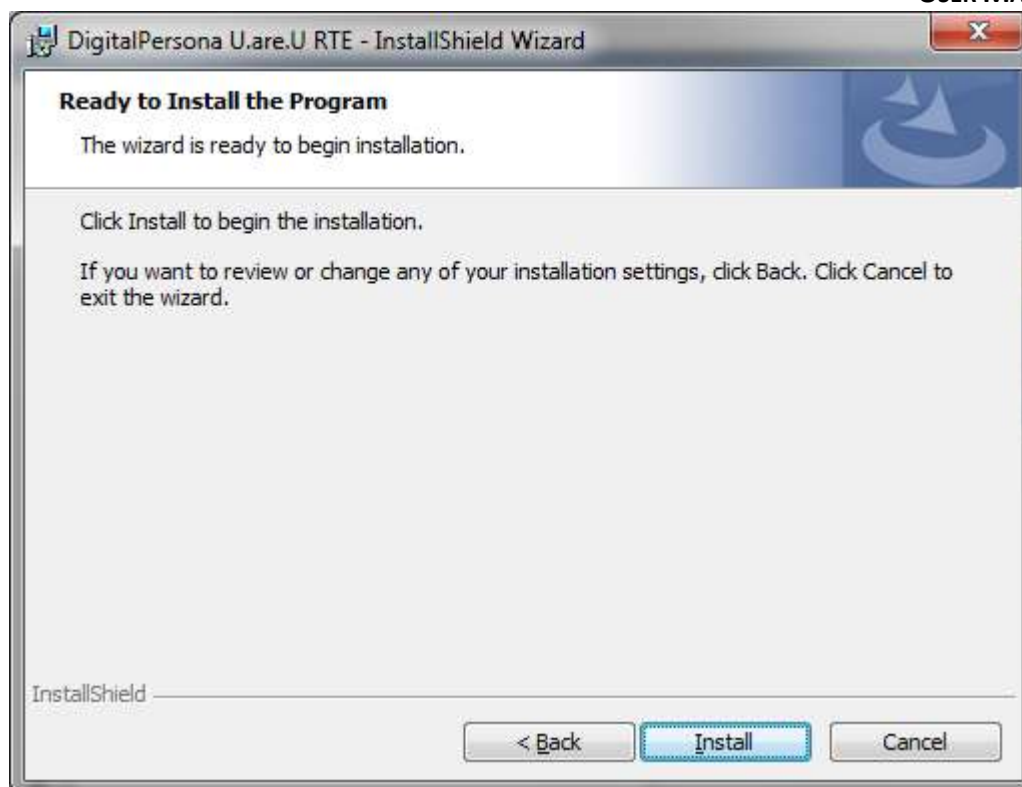 DigitalPersona U.are.U RTE - InstallShield Wizard
Ready to Install the Program
The wizard is ready to begin installation.
Click Install to begin the installation.
If you want to review or change any of your installation settings, click Back. Click Cancel to
exit the wizard.
InstallShield
< Back
Install
Cancel